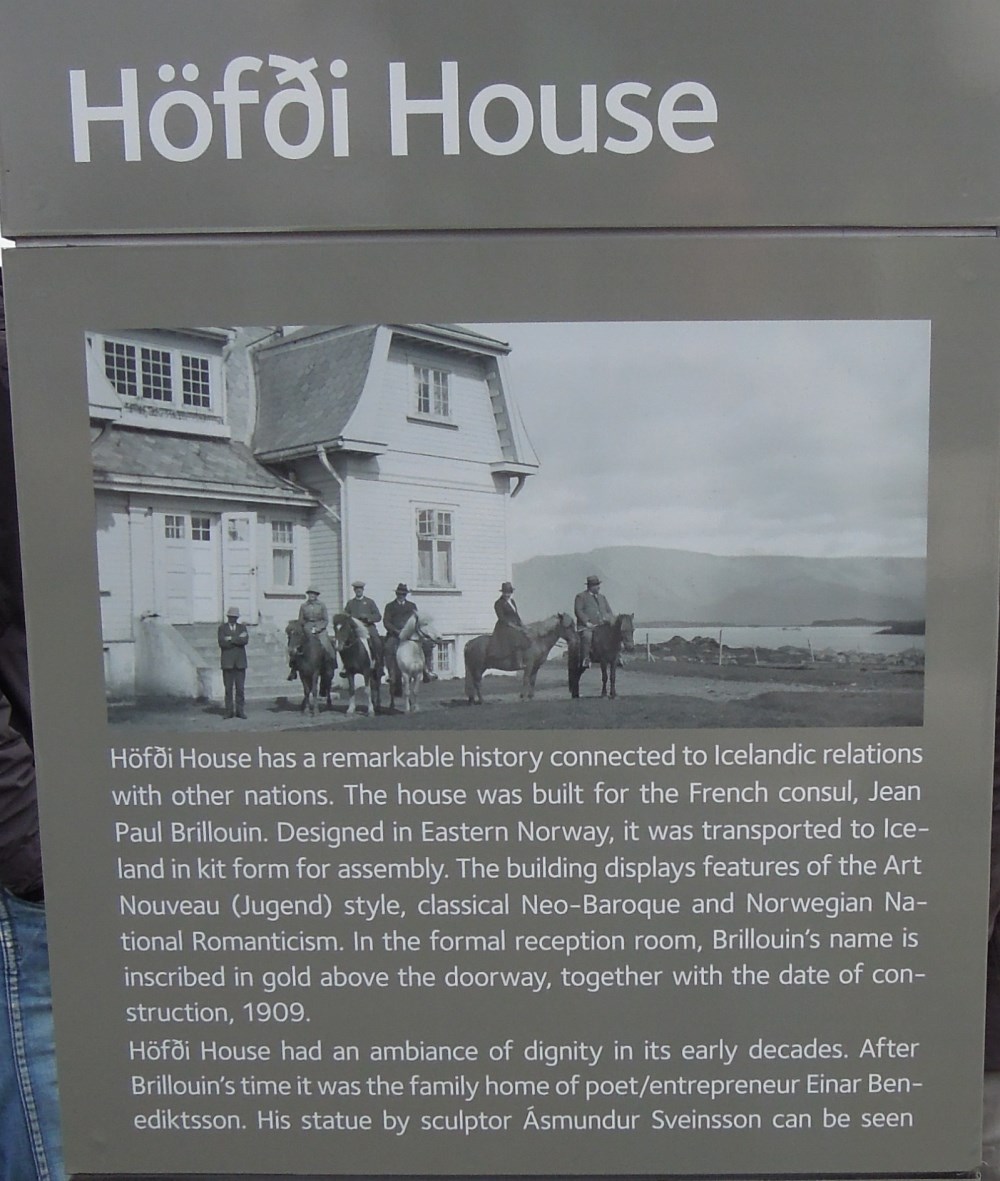 Höfði House
Höfði House has a remarkable history connected to Icelandic relations
with other nations. The house was built for the French consul, Jean
Paul Brillouin. Designed in Eastern Norway, it was transported to Ice-
land in kit form for assembly. The building displays features of the Art
Nouveau (Jugend) style, classical Neo-Baroque and Norwegian Na-
tional Romanticism. In the formal reception room, Brillouin's name is
inscribed in gold above the doorway, together with the date of con-
struction, 1909.
Höfði House had an ambiance of dignity in its early decades. After
Brillouin's time it was the family home of poet/entrepreneur Einar Ben-
ediktsson. His statue by sculptor Ásmundur Sveinsson can be seen